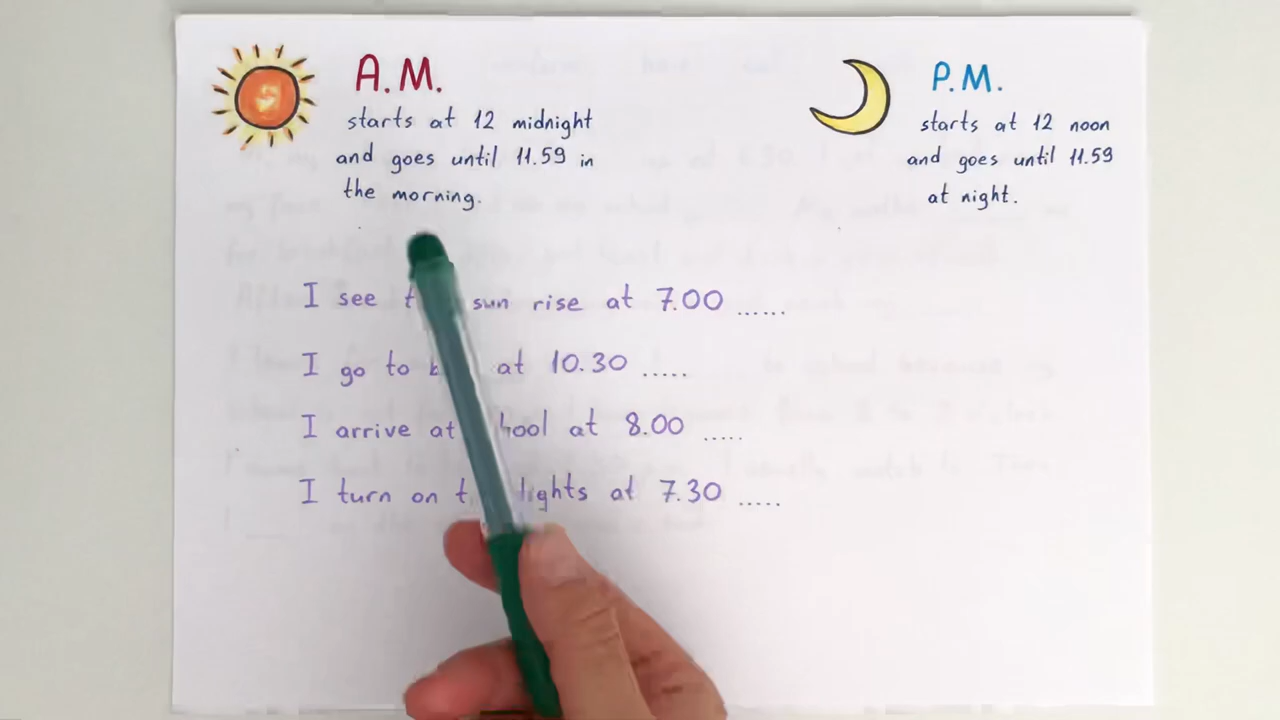 A.M.
starts at 12 midnight
and goes until 11.59 in
the morning.
P.M.
starts at 12 noon
and goes until 11.59
at night.
I see sun rise at 7.00 ......
I go to at 10.30 .....
I arrive at at 8.00 .....
I turn on lights at 7.30 .....